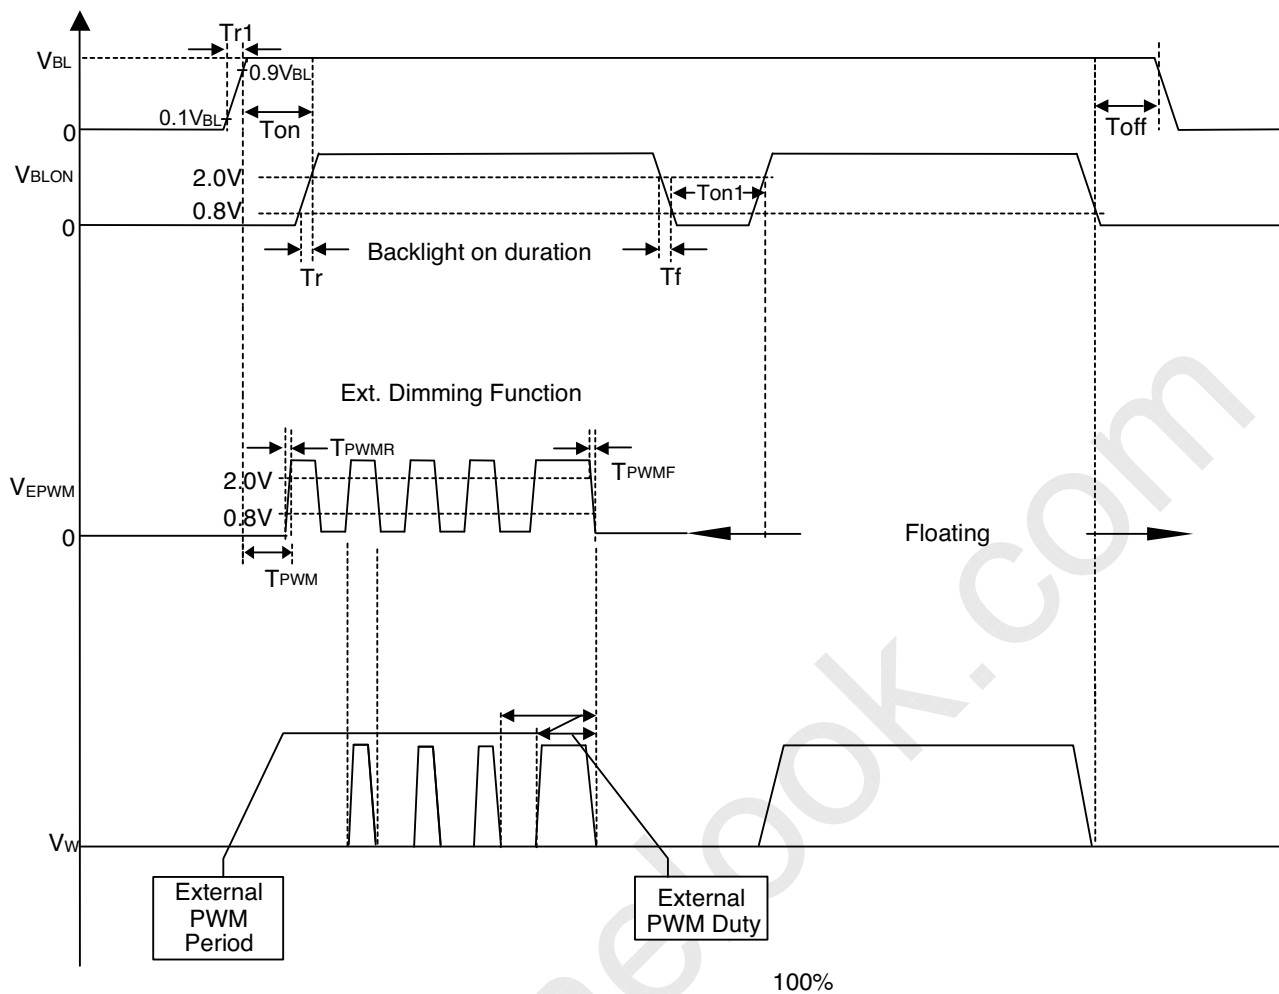 Tr1
VBL
0.9VBL
0.1VBL
Ton
Toff
0
VBLON
2.0V
Ton1
0.8V
0
Backlight on duration
Tr
Tf
Ext. Dimming Function
TPWMR
TPWMF
2.0V
VEPWM
0.8V
0
Floating
TPWM
VW
External
PWM
Period
External
PWM Duty
100%
elook.com